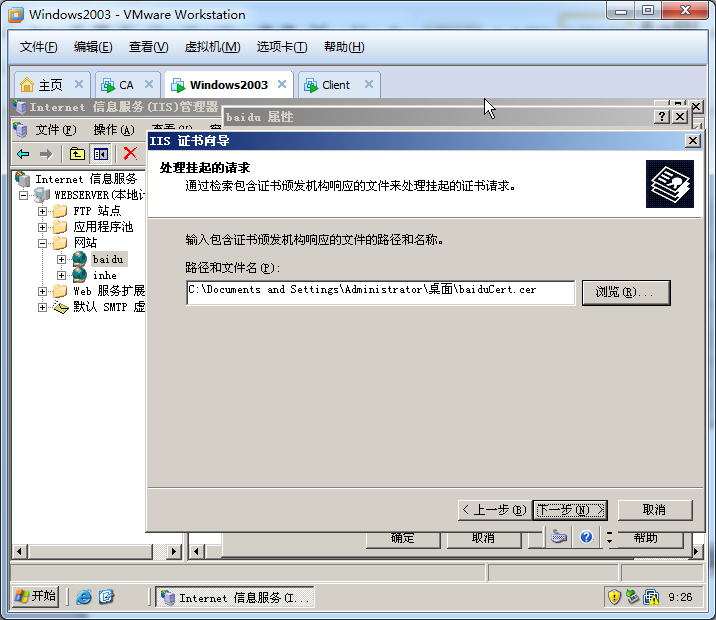 Windows2003 - VMware Workstation
文件(F) 编辑(E) 查看(V) 虚拟机(M) 选项卡(T) 帮助(H)
主页 CA Windows2003 Client
Internet 信息服务(IIS)管理器
baidu 属性
文件(F) 操作(A)
IIS 证书向导
处理挂起的请求
通过检索包含证书颁发机构响应的文件来处理挂起的证书请求。
Internet 信息服务
WEBSERVER(本地计
FTP 站点
应用程序池
网站
baidu
inhe
Web 服务扩展
默认 SMTP 虚
输入包含证书颁发机构响应的文件的路径和名称。
路径和文件名(P):
C:\Documents and Settings\Administrator\桌面\baiduCert.cer
浏览(R)...
< 上一步(B) 下一步(N) > 取消
确定 取消 帮助
开始 Internet 信息服务(I... 9:26